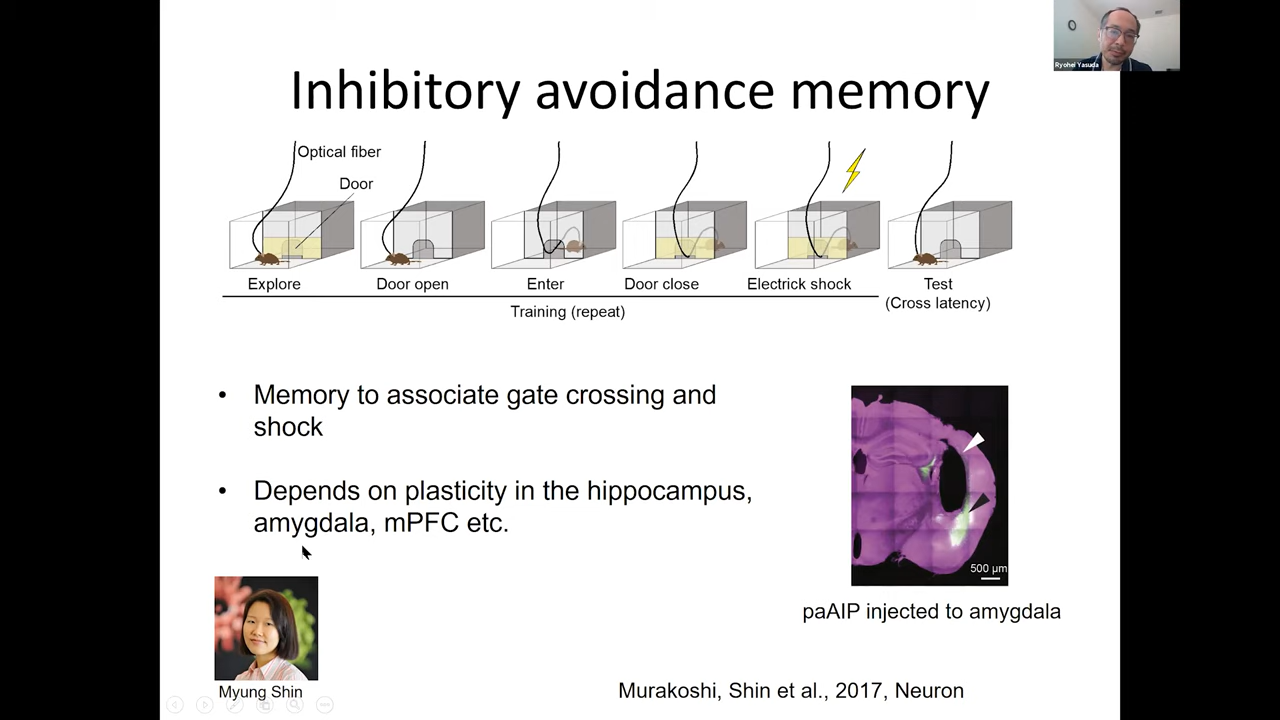 Ryohei Yasuda
Inhibitory avoidance memory
Optical fiber
Door
Explore
Door open
Enter
Door close
Electrick shock
Test
(Cross latency)
Training (repeat)
• Memory to associate gate crossing and
shock
• Depends on plasticity in the hippocampus,
amygdala, mPFC etc.
500 µm
paAIP injected to amygdala
Myung Shin
Murakoshi, Shin et al., 2017, Neuron